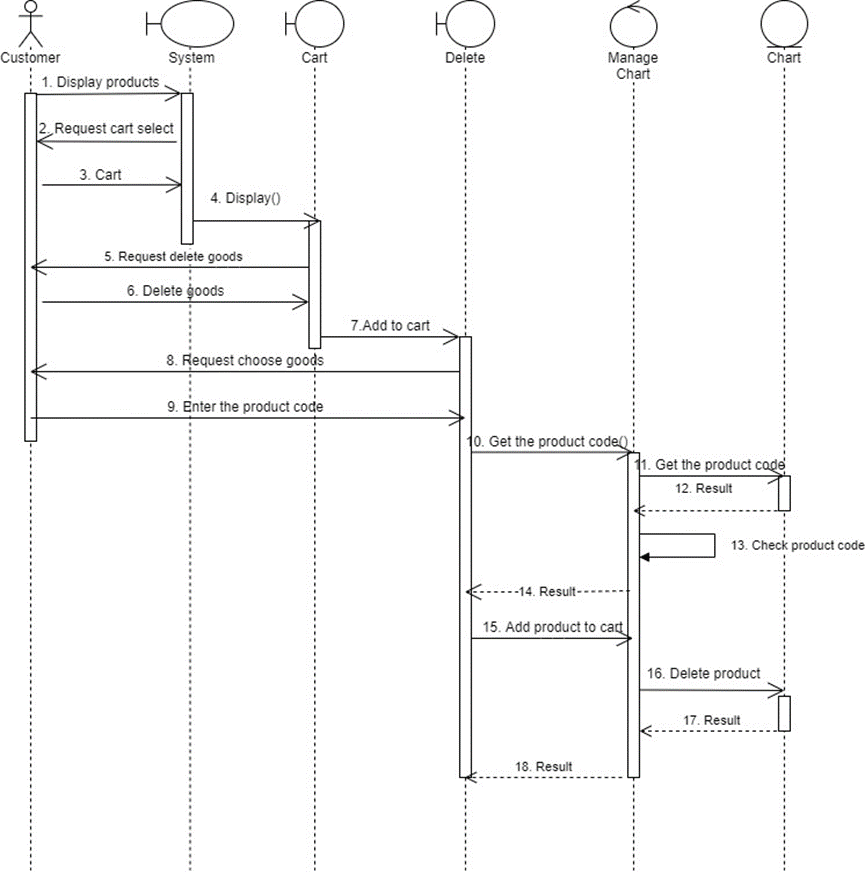 Customer
System
Cart
Delete
Manage
Chart
Chart
1. Display products
2. Request cart select
3. Cart
4. Display()
5. Request delete goods
6. Delete goods
7.Add to cart
8. Request choose goods
9. Enter the product code
10. Get the product code()
11. Get the product code
12. Result
13. Check product code
14. Result
15. Add product to cart
16. Delete product
17. Result
18. Result